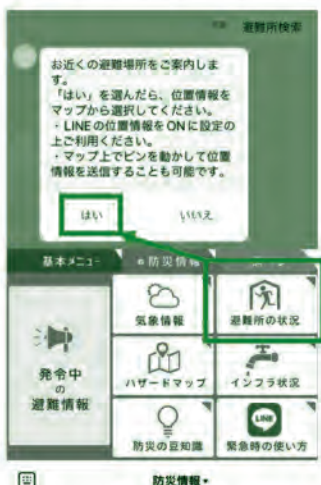 避難所検索
お近くの避難場所をご案内しま
す。
「はい」を選んだら、位置情報を
マップから選択してください。
・LINEの位置情報をONに設定の
上ご利用ください。
・マップ上でピンを動かして位置
情報を送信することも可能です。
はい
いいえ
基本メニュー
防災情報
気象情報
避難所の状況
発令中
の
避難情報
ハザードマップ
インフラ状況
防災の豆知識
LINE
緊急時の使い方
防災情報